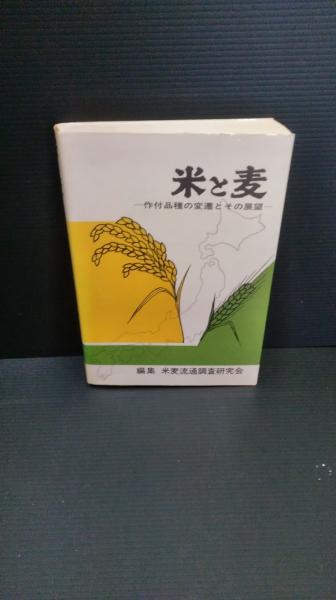 米と麦
―作付品種の変遷とその展望―
編集 米麦流通調査研究会